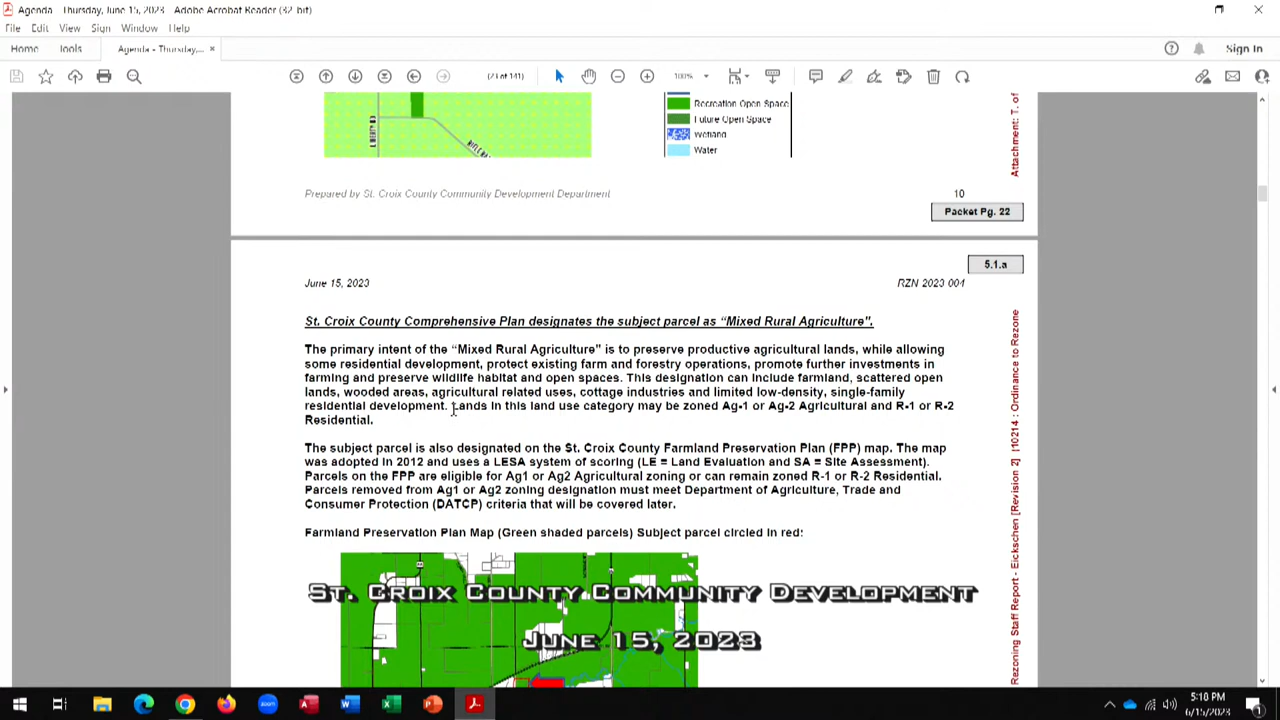 Agenda - Thursday, June 15, 2023 - Adobe Acrobat Reader (32-bit)
File Edit View Sign Window Help
Home Tools Agenda - Thursday,... × Sign In
(23 of 141) 100%
Recreation Open Space
Future Open Space
Wetland
Water
Prepared by St. Croix County Community Development Department 10
Packet Pg. 22
Attachment: T. of
5.1.a
June 15, 2023 RZN 2023 004
St. Croix County Comprehensive Plan designates the subject parcel as “Mixed Rural Agriculture”.
The primary intent of the “Mixed Rural Agriculture” is to preserve productive agricultural lands, while allowing
some residential development, protect existing farm and forestry operations, promote further investments in
farming and preserve wildlife habitat and open spaces. This designation can include farmland, scattered open
lands, wooded areas, agricultural related uses, cottage industries and limited low-density, single-family
residential development. Lands in this land use category may be zoned Ag-1 or Ag-2 Agricultural and R-1 or R-2
Residential.
The subject parcel is also designated on the St. Croix County Farmland Preservation Plan (FPP) map. The map
was adopted in 2012 and uses a LESA system of scoring (LE = Land Evaluation and SA = Site Assessment).
Parcels on the FPP are eligible for Ag1 or Ag2 Agricultural zoning or can remain zoned R-1 or R-2 Residential.
Parcels removed from Ag1 or Ag2 zoning designation must meet Department of Agriculture, Trade and
Consumer Protection (DATCP) criteria that will be covered later.
Farmland Preservation Plan Map (Green shaded parcels) Subject parcel circled in red:
Rezoning Staff Report - Eickschen [Revision 2] (10214 : Ordinance to Rezone
St. Croix County Community Development
June 15, 2023
5:18 PM
6/15/2023